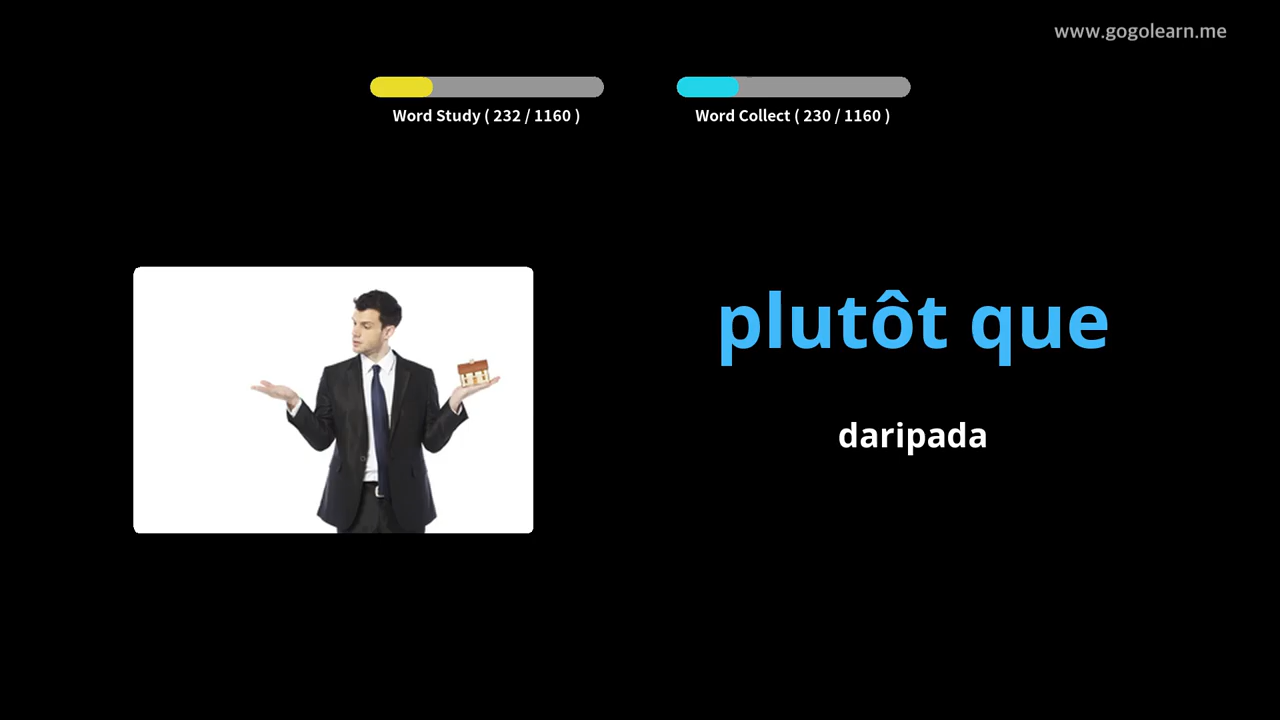 www.gogolearn.me
Word Study ( 232 / 1160 )
Word Collect ( 230 / 1160 )
plutôt que
daripada